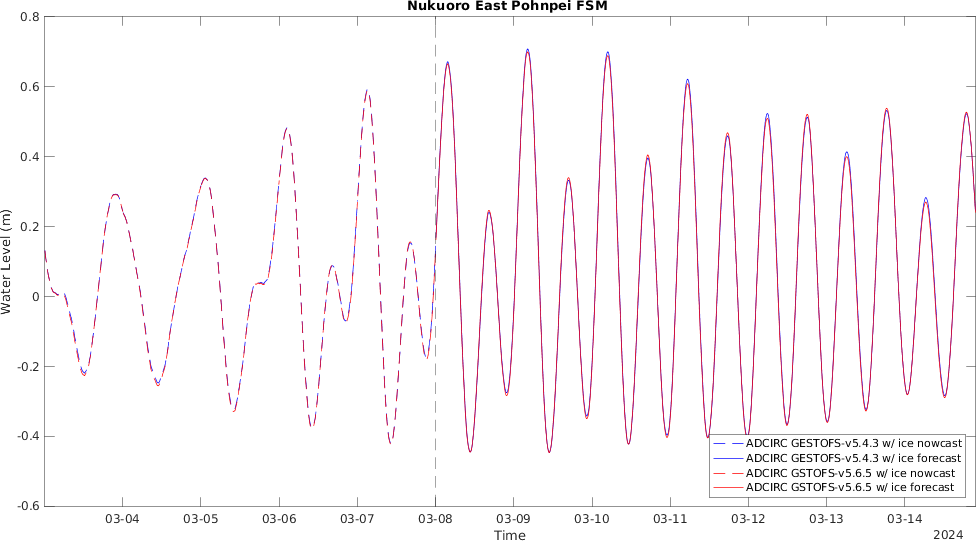 Nukuoro East Pohnpei FSM
0.8
0.6
0.4
0.2
0
-0.2
-0.4
-0.6
Water Level (m)
ADCIRC GESTOFS-v5.4.3 w/ ice nowcast
ADCIRC GESTOFS-v5.4.3 w/ ice forecast
ADCIRC GSTOFS-v5.6.5 w/ ice nowcast
ADCIRC GSTOFS-v5.6.5 w/ ice forecast
03-04 03-05 03-06 03-07 03-08 03-09 03-10 03-11 03-12 03-13 03-14
Time
2024